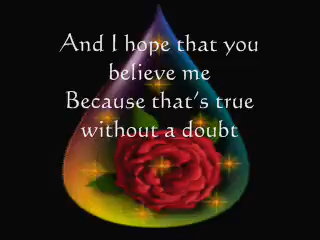 And I hope that you
believe me
Because that's true
without a doubt